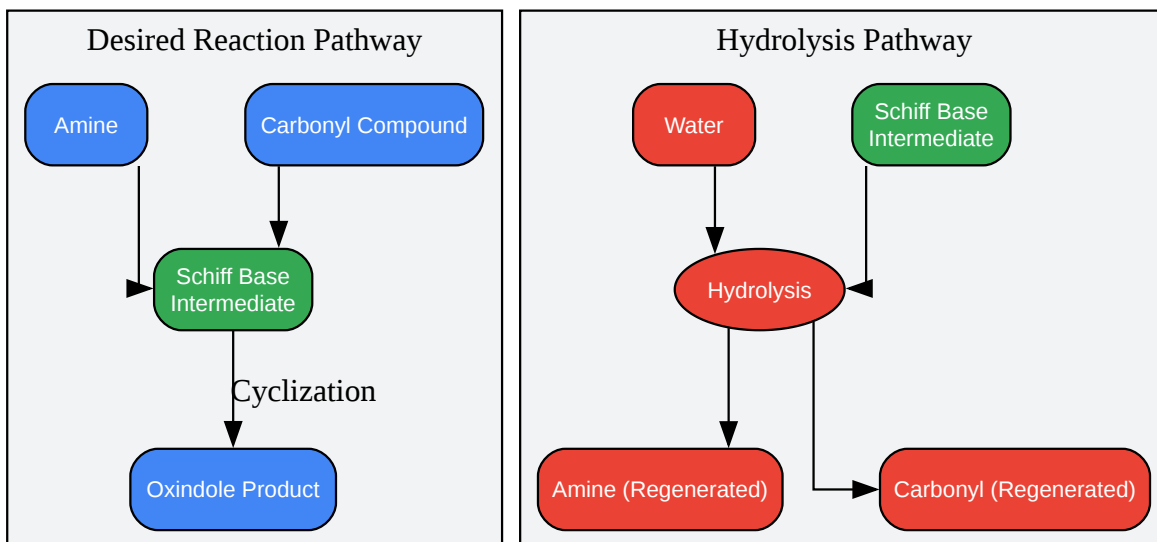 Desired Reaction Pathway
Amine
Carbonyl Compound
Schiff Base
Intermediate
Cyclization
Oxindole Product
Hydrolysis Pathway
Water
Schiff Base
Intermediate
Hydrolysis
Amine (Regenerated)
Carbonyl (Regenerated)